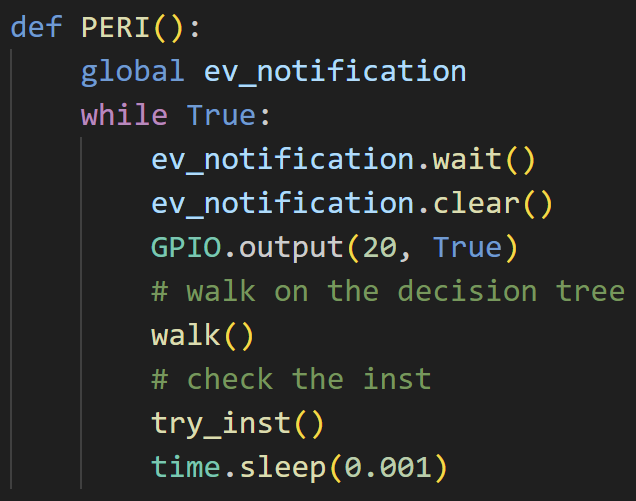 def PERI():
    global ev_notification
    while True:
        ev_notification.wait()
        ev_notification.clear()
        GPIO.output(20, True)
        # walk on the decision tree
        walk()
        # check the inst
        try_inst()
        time.sleep(0.001)